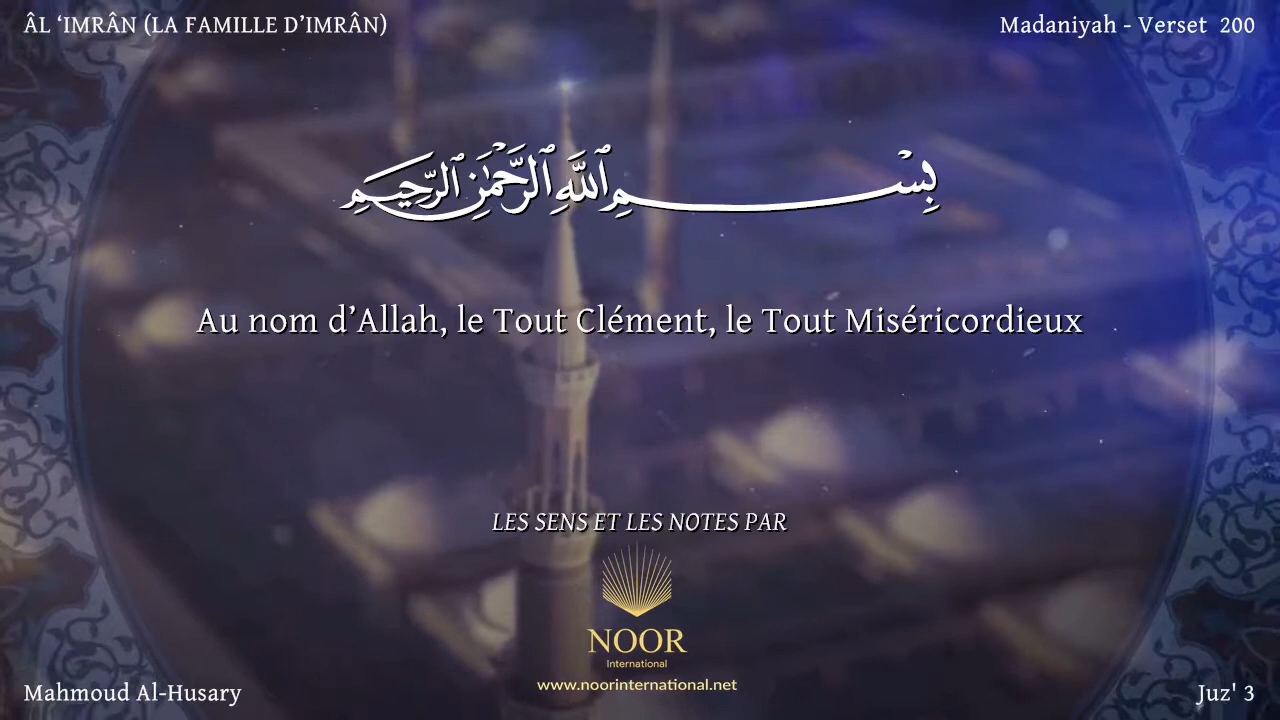 ÂL ‘IMRÂN (LA FAMILLE D’IMRÂN)
Madaniyah - Verset 200
بِسْمِ ٱللَّهِ ٱلرَّحْمَٰنِ ٱلرَّحِيمِ
Au nom d’Allah, le Tout Clément, le Tout Miséricordieux
LES SENS ET LES NOTES PAR
NOOR
International
www.noorinternational.net
Mahmoud Al-Husary
Juz' 3